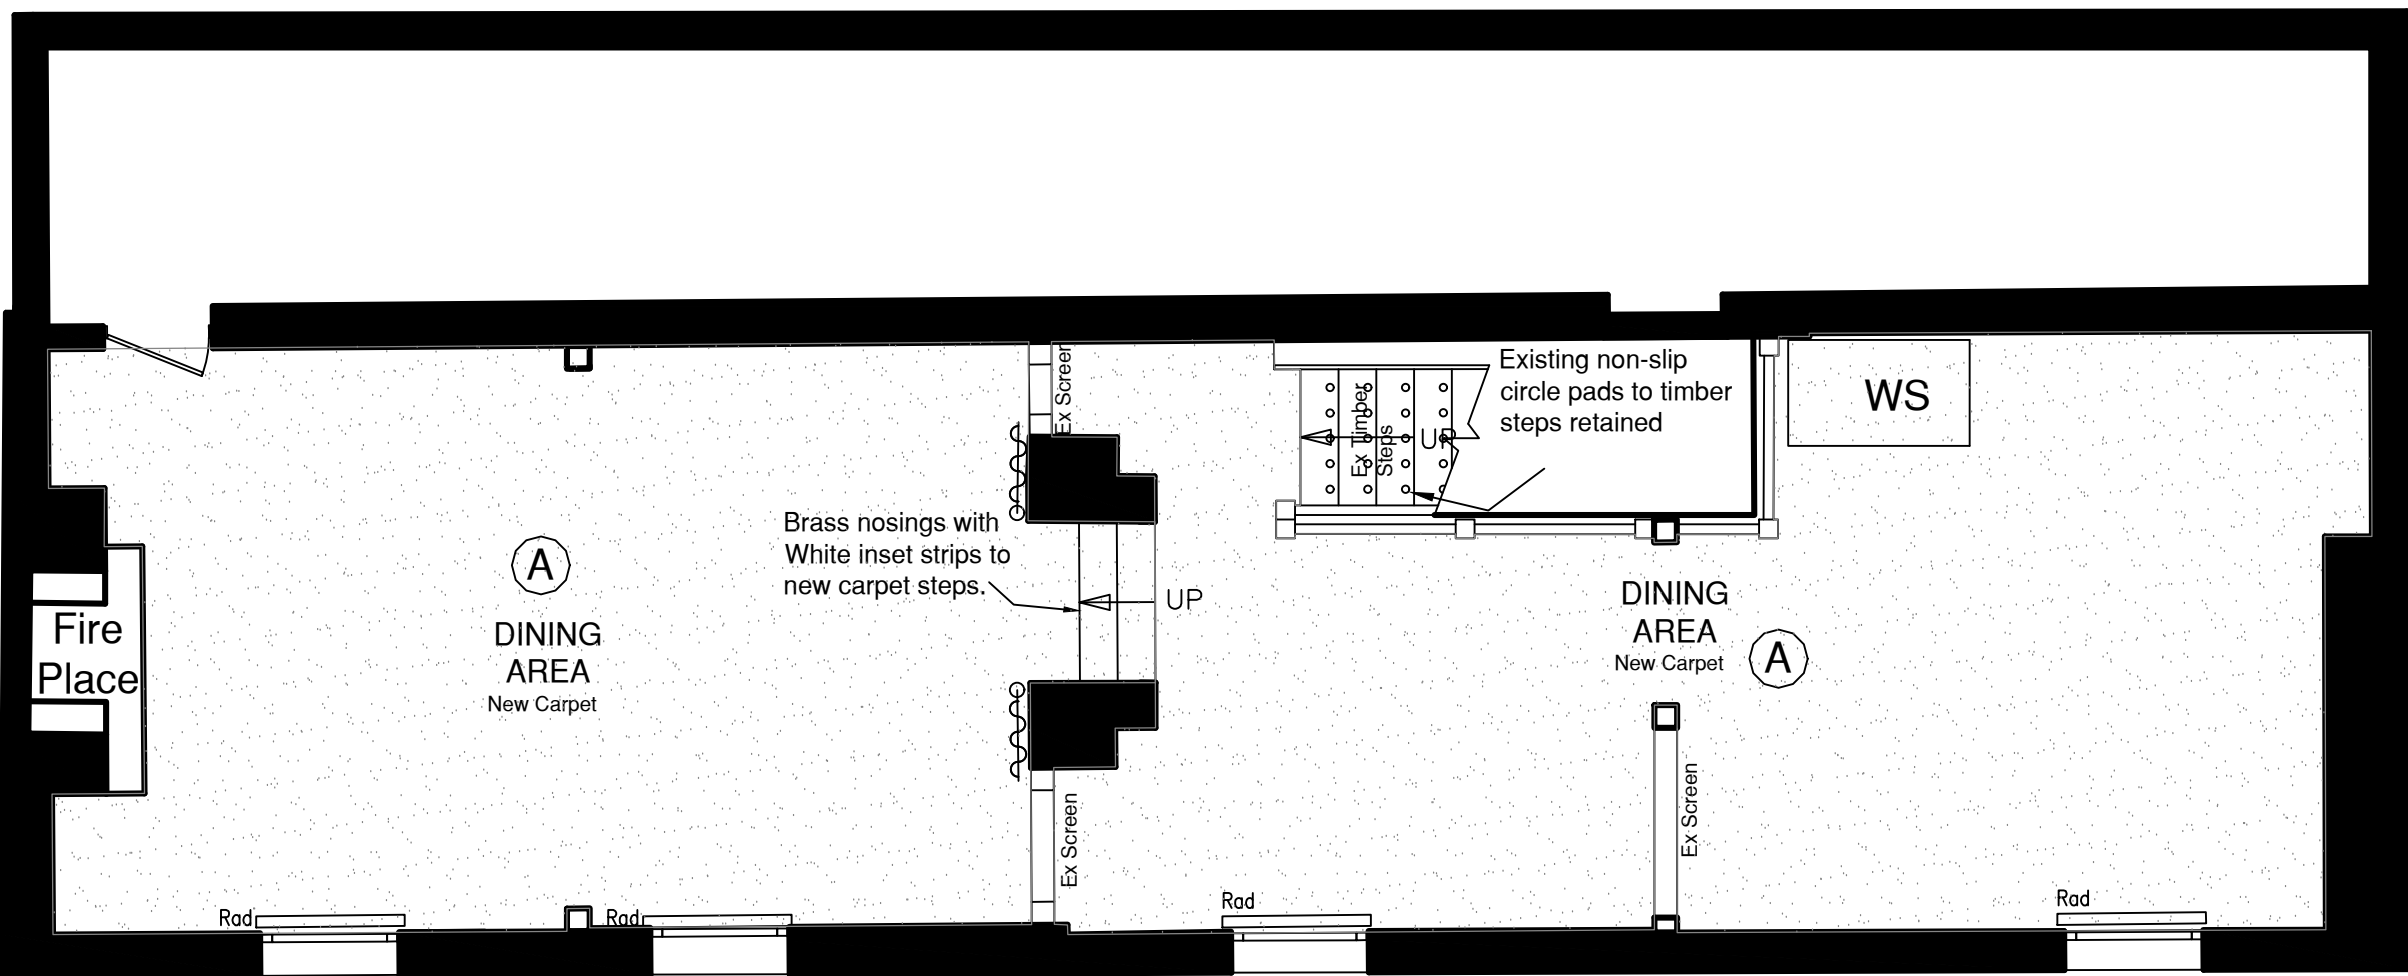 Existing non-slip
circle pads to timber
steps retained
WS
Ex Screen
Ex Timber
Steps
UP
Brass nosings with
White inset strips to
new carpet steps.
UP
A
DINING
AREA
New Carpet
Fire
Place
DINING
AREA
New Carpet
A
Ex Screen
Ex Screen
Rad
Rad
Rad
Rad